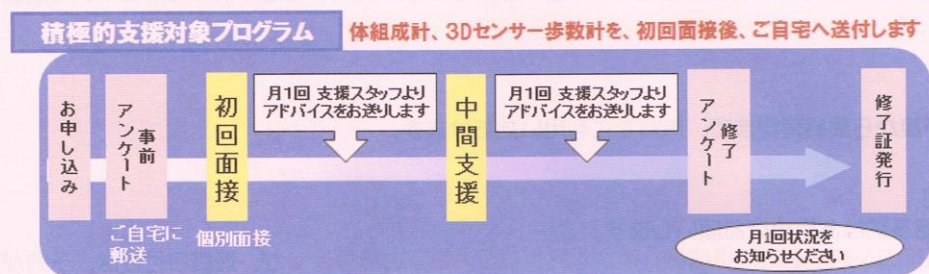 積極的支援対象プログラム
体組成計、3Dセンサー歩数計を、初回面接後、ご自宅へ送付します
お申し込み
事前
アンケート
ご自宅に
郵送
初回面接
個別面接
月1回 支援スタッフより
アドバイスをお送りします
中間支援
月1回 支援スタッフより
アドバイスをお送りします
修了
アンケート
月1回状況を
お知らせください
修了証発行